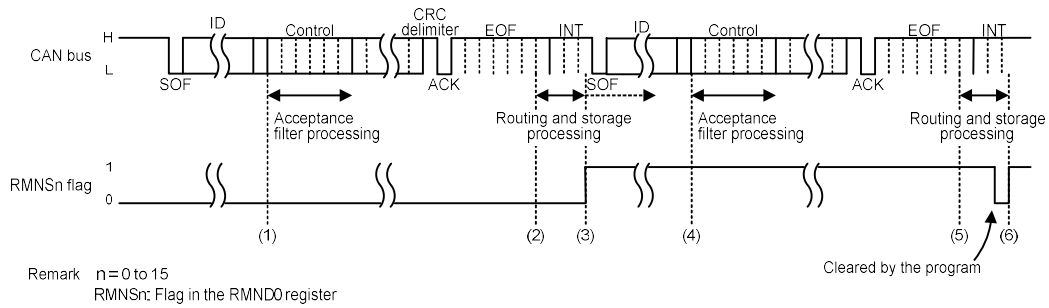 ID
CRC
delimiter
ID
H
Control
EOF
INT
Control
EOF
INT
CAN bus
L
SOF
ACK
SOF
ACK
Acceptance
filter processing
Routing and storage
processing
Acceptance
filter processing
Routing and storage
processing
1
RMNSn flag
0
(1)
(2)
(3)
(4)
(5)
(6)
Cleared by the program
Remark n = 0 to 15
RMNSn: Flag in the RMND0 register